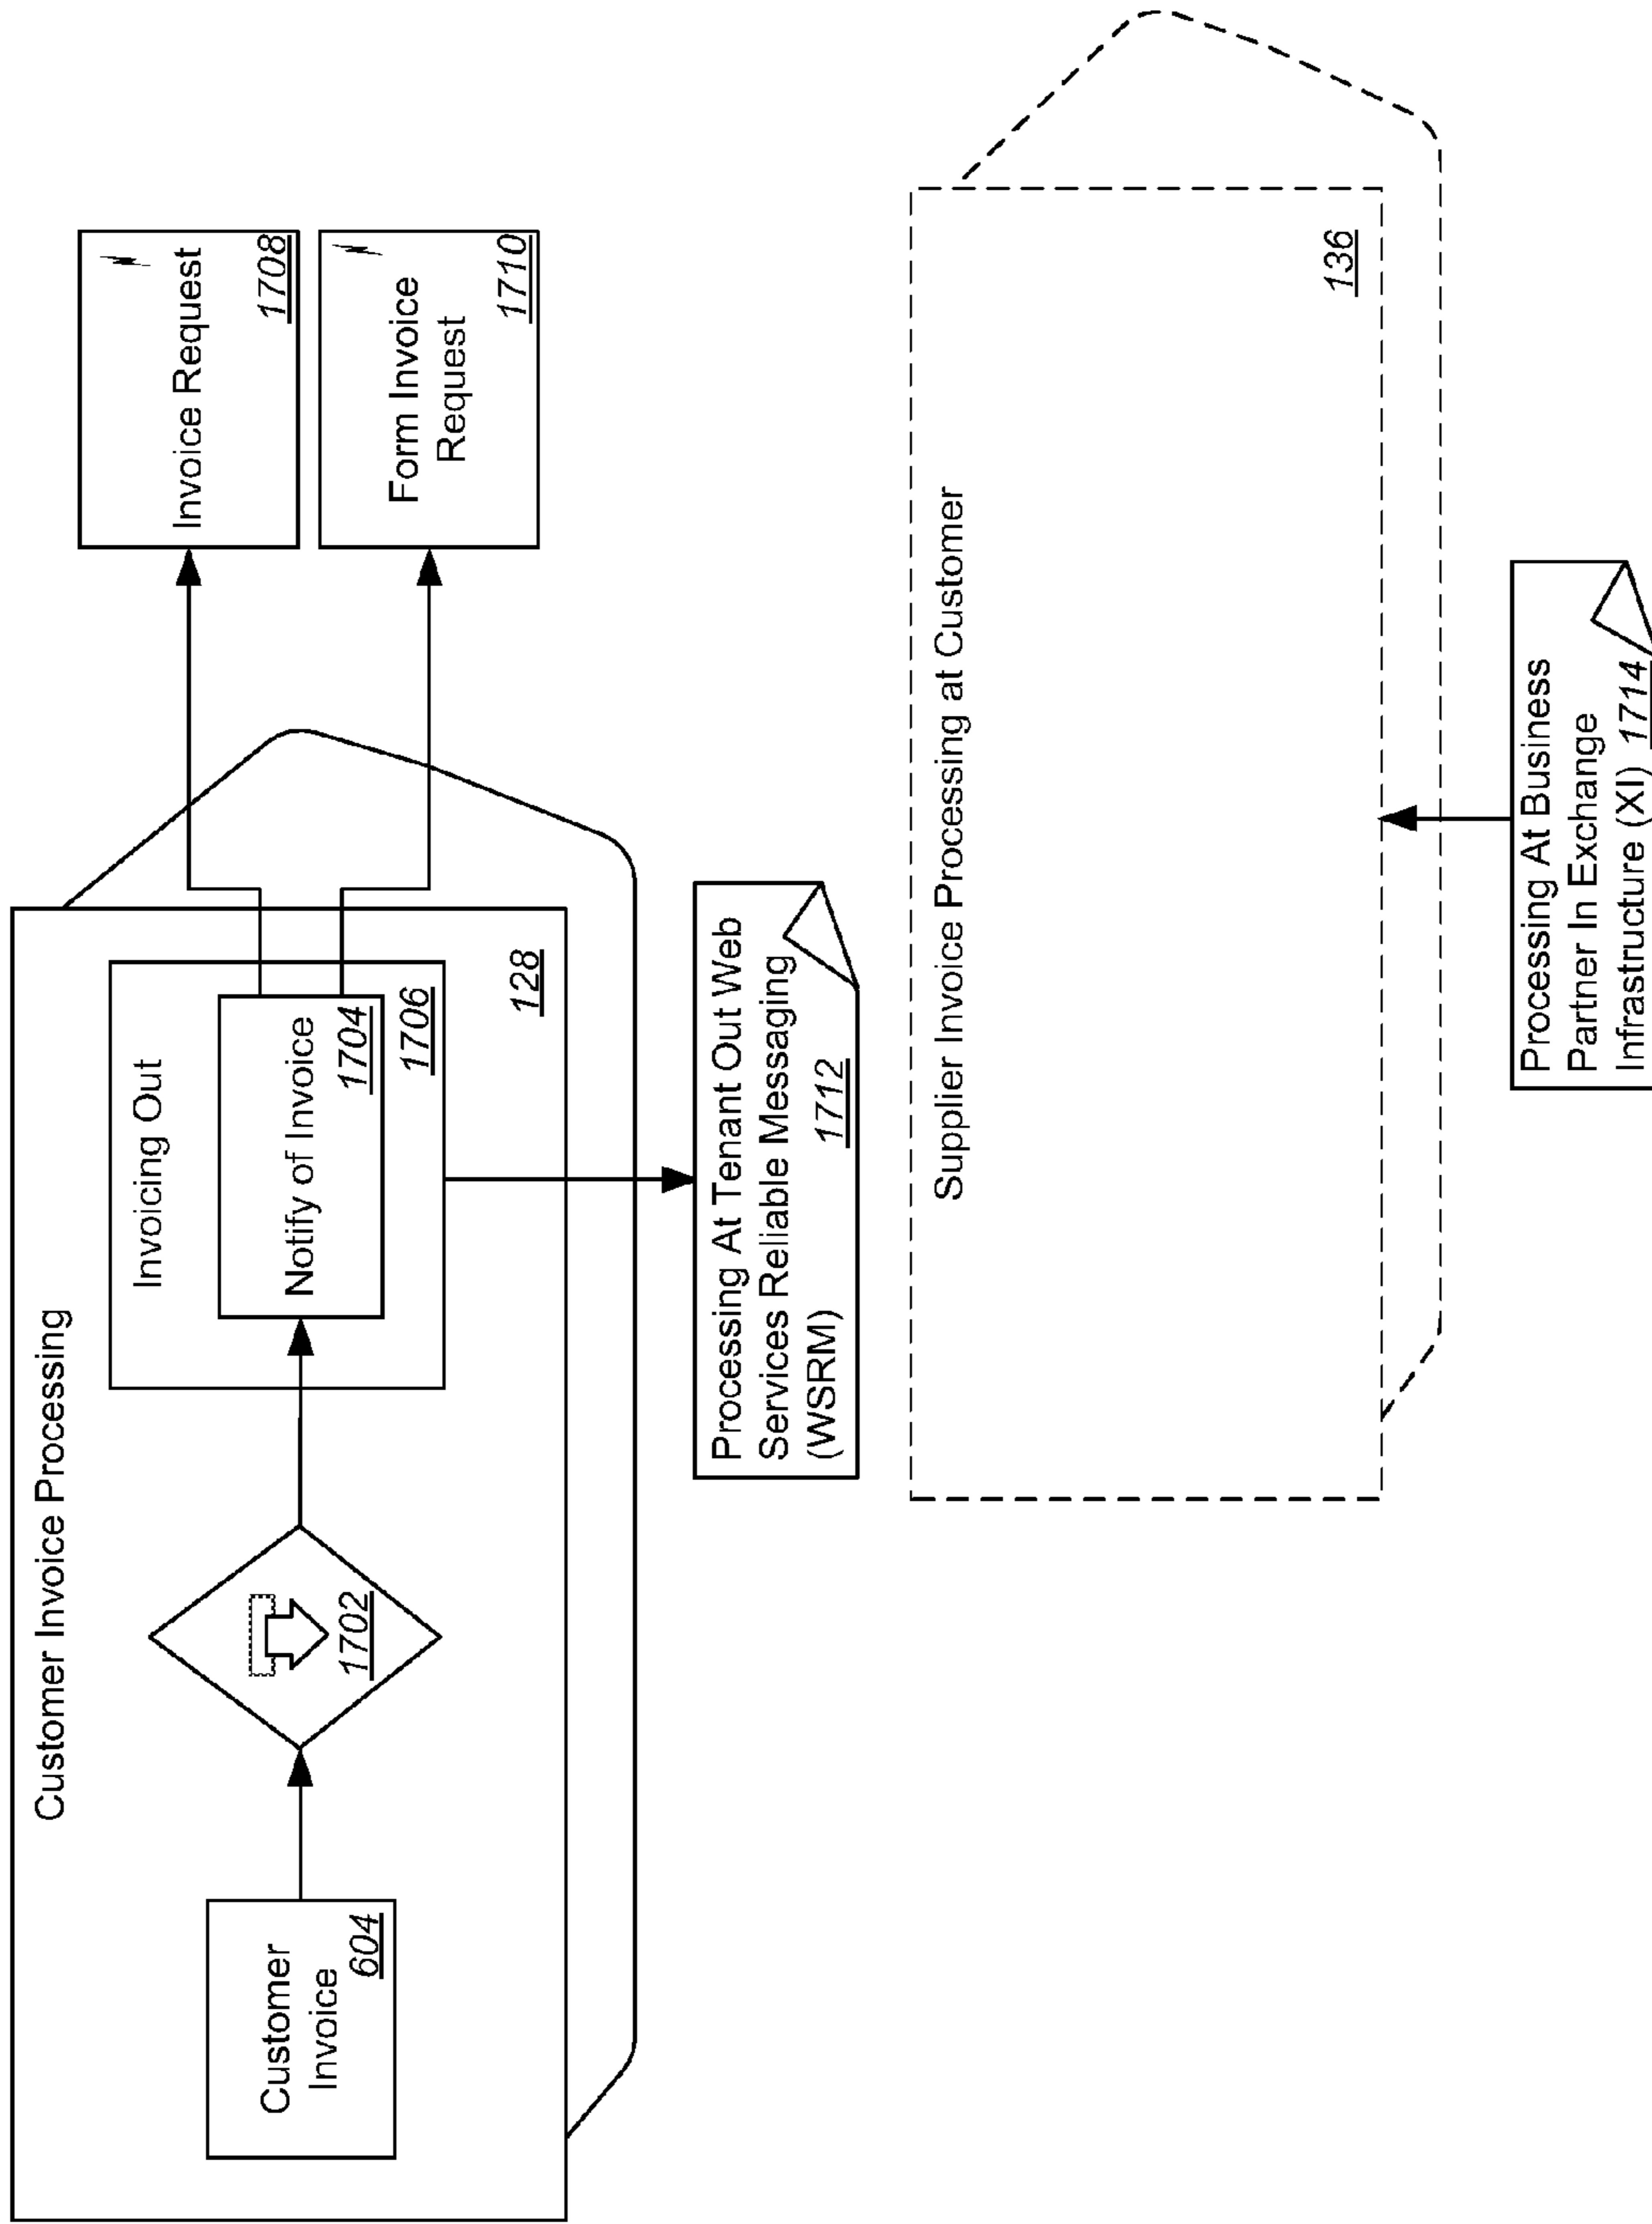 Customer Invoice Processing
Customer
Invoice
604
1702
Invoicing Out
Notify of Invoice
1704
1706
128
Invoice Request
1708
Form Invoice
Request
1710
Processing At Tenant Out Web
Services Reliable Messaging
(WSRM)
1712
Supplier Invoice Processing at Customer
136
Processing At Business
Partner In Exchange
Infrastructure (XI) 1714